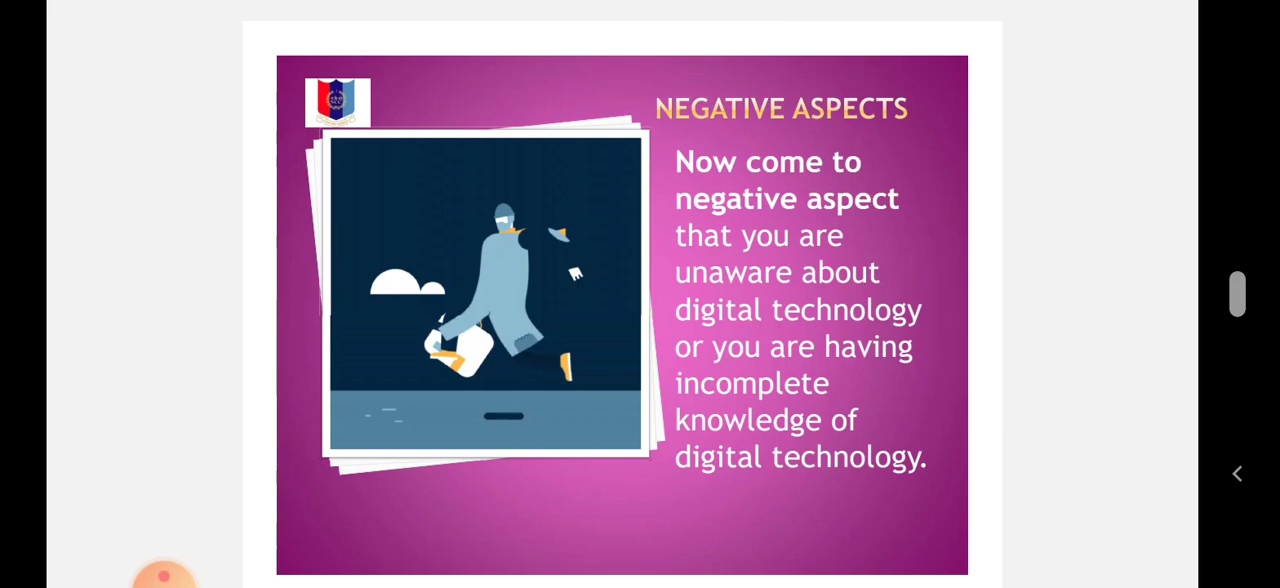 NEGATIVE ASPECTS
Now come to
negative aspect
that you are
unaware about
digital technology
or you are having
incomplete
knowledge of
digital technology.